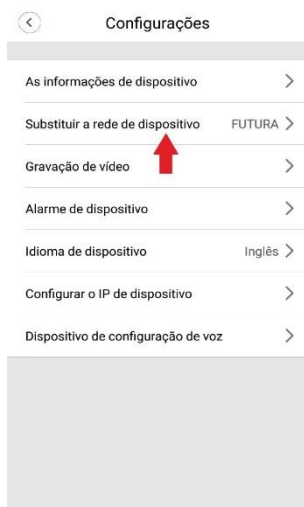 Configurações
As informações de dispositivo
Substituir a rede de dispositivo FUTURA
Gravação de vídeo
Alarme de dispositivo
Idioma de dispositivo Inglês
Configurar o IP de dispositivo
Dispositivo de configuração de voz